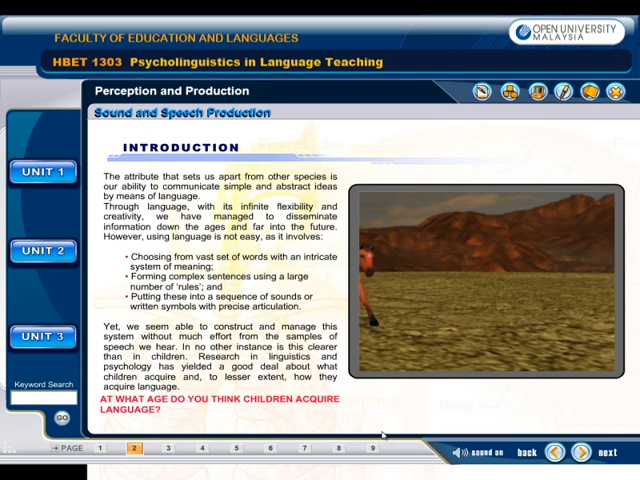 FACULTY OF EDUCATION AND LANGUAGES
OPEN UNIVERSITY
MALAYSIA
HBET 1303 Psycholinguistics in Language Teaching
Perception and Production
Sound and Speech Production
INTRODUCTION
The attribute that sets us apart from other species is
our ability to communicate simple and abstract ideas
by means of language.
Through language, with its infinite flexibility and
creativity, we have managed to disseminate
information down the ages and far into the future.
However, using language is not easy, as it involves:
• Choosing from vast set of words with an intricate
system of meaning;
• Forming complex sentences using a large
number of 'rules'; and
• Putting these into a sequence of sounds or
written symbols with precise articulation.
Yet, we seem able to construct and manage this
system without much effort from the samples of
speech we hear. In no other instance is this clearer
than in children. Research in linguistics and
psychology has yielded a good deal about what
children acquire and, to lesser extent, how they
acquire language.
AT WHAT AGE DO YOU THINK CHILDREN ACQUIRE
LANGUAGE?
UNIT 1
UNIT 2
UNIT 3
Keyword Search
GO
PAGE 1 2 3 4 5 6 7 8 9
sound on back next